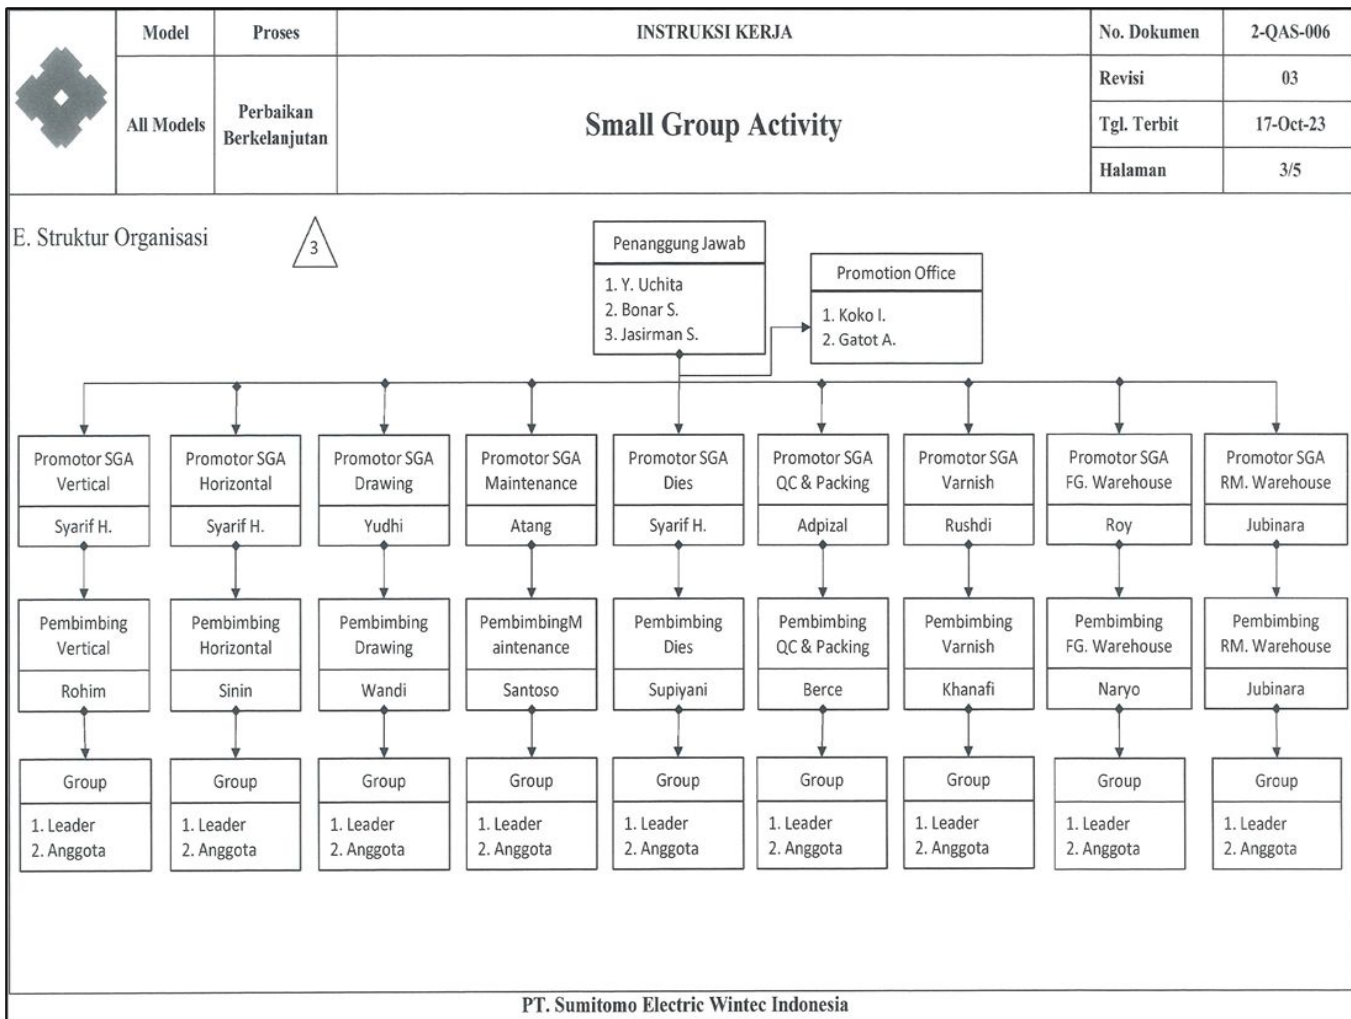 Model
Proses
INSTRUKSI KERJA
No. Dokumen
2-QAS-006
All Models
Perbaikan
Berkelanjutan
Small Group Activity
Revisi
03
Tgl. Terbit
17-Oct-23
Halaman
3/5
E. Struktur Organisasi
3
Penanggung Jawab
1. Y. Uchita
2. Bonar S.
3. Jasirman S.
Promotion Office
1. Koko I.
2. Gatot A.
Promotor SGA
Vertical
Syarif H.
Promotor SGA
Horizontal
Syarif H.
Promotor SGA
Drawing
Yudhi
Promotor SGA
Maintenance
Atang
Promotor SGA
Dies
Syarif H.
Promotor SGA
QC & Packing
Adpizal
Promotor SGA
Varnish
Rushdi
Promotor SGA
FG. Warehouse
Roy
Promotor SGA
RM. Warehouse
Jubinara
Pembimbing
Vertical
Rohim
Pembimbing
Horizontal
Sinin
Pembimbing
Drawing
Wandi
PembimbingM
aintenance
Santoso
Pembimbing
Dies
Supiyani
Pembimbing
QC & Packing
Berce
Pembimbing
Varnish
Khanafi
Pembimbing
FG. Warehouse
Naryo
Pembimbing
RM. Warehouse
Jubinara
Group
1. Leader
2. Anggota
Group
1. Leader
2. Anggota
Group
1. Leader
2. Anggota
Group
1. Leader
2. Anggota
Group
1. Leader
2. Anggota
Group
1. Leader
2. Anggota
Group
1. Leader
2. Anggota
Group
1. Leader
2. Anggota
Group
1. Leader
2. Anggota
PT. Sumitomo Electric Wintec Indonesia